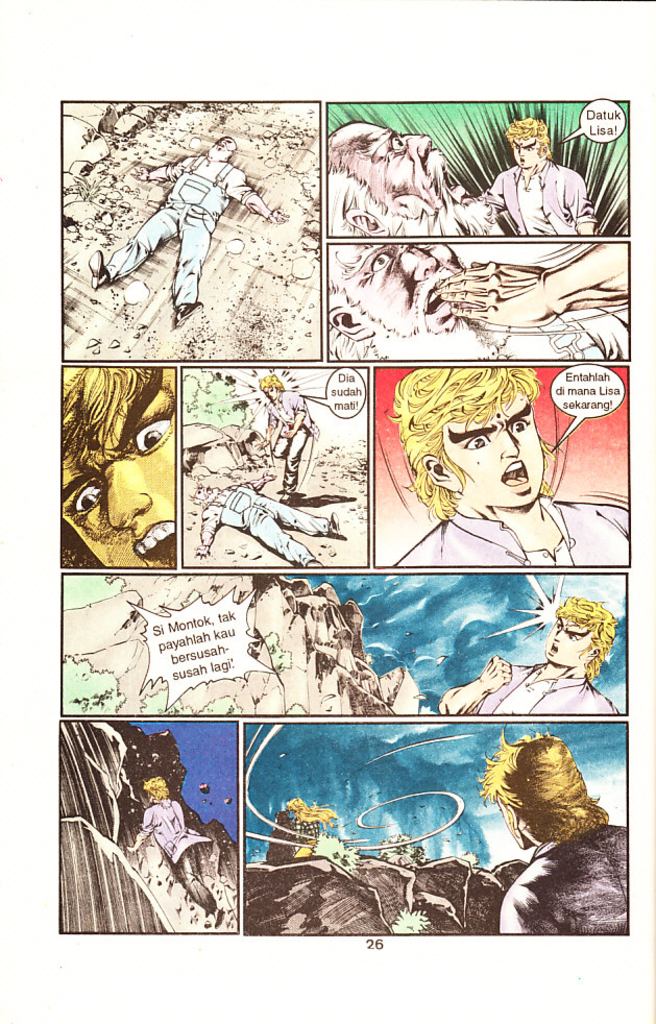 Datuk
Lisa!
Dia
sudah
mati!
Entahlah
di mana Lisa
sekarang!
Si Montok, tak
payahlah kau
bersusah-
susah lagi!
26